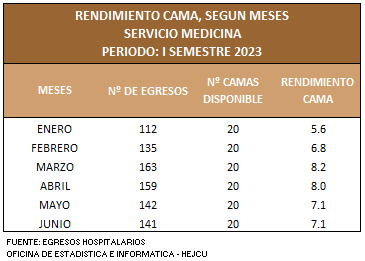 RENDIMIENTO CAMA, SEGUN MESES
SERVICIO MEDICINA
PERIODO: I SEMESTRE 2023
MESES Nº DE EGRESOS Nº CAMAS DISPONIBLE RENDIMIENTO CAMA
ENERO 112 20 5.6
FEBRERO 135 20 6.8
MARZO 163 20 8.2
ABRIL 159 20 8.0
MAYO 142 20 7.1
JUNIO 141 20 7.1
FUENTE: EGRESOS HOSPITALARIOS
OFICINA DE ESTADISTICA E INFORMATICA - HEJCU